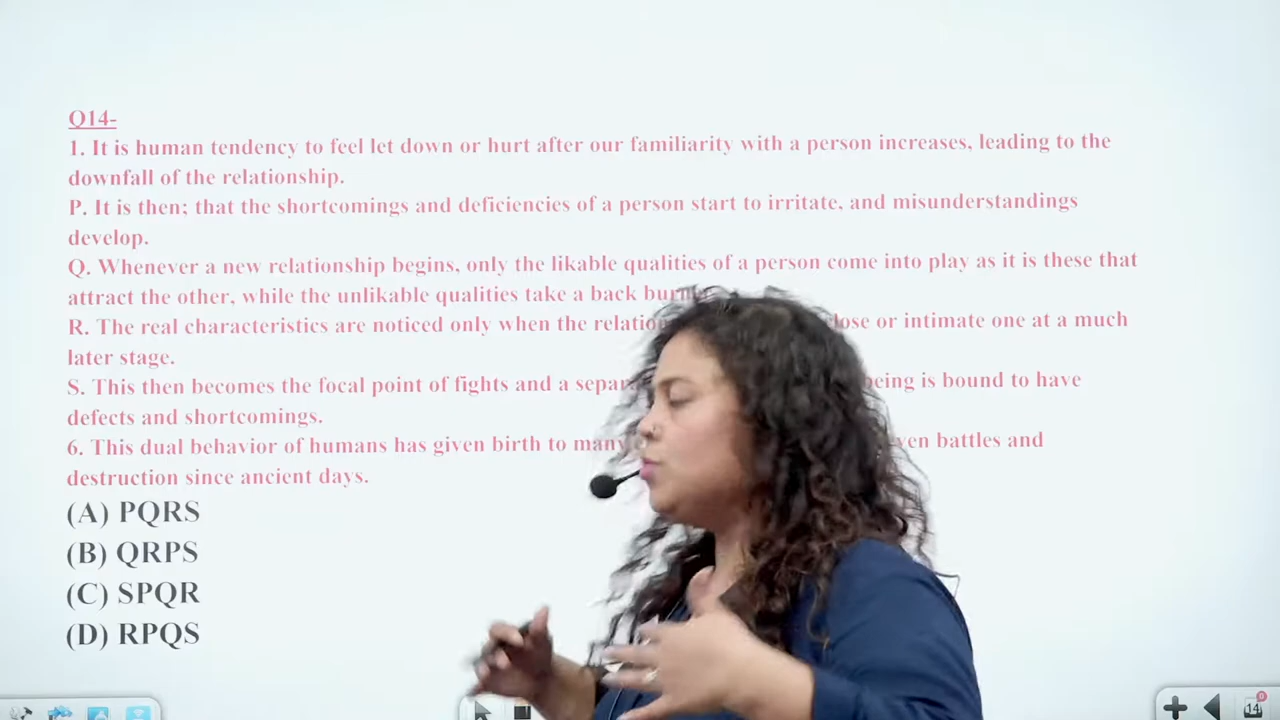 Q14-
1. It is human tendency to feel let down or hurt after our familiarity with a person increases, leading to the
downfall of the relationship.
P. It is then; that the shortcomings and deficiencies of a person start to irritate, and misunderstandings
develop.
Q. Whenever a new relationship begins, only the likable qualities of a person come into play as it is these that
attract the other, while the unlikable qualities take a back
R. The real characteristics are noticed only when the or intimate one at a much
later stage.
S. This then becomes the focal point of fights and a being is bound to have
defects and shortcomings.
6. This dual behavior of humans has given birth to many battles and
destruction since ancient days.
(A) PQRS
(B) QRPS
(C) SPQR
(D) RPQS
14